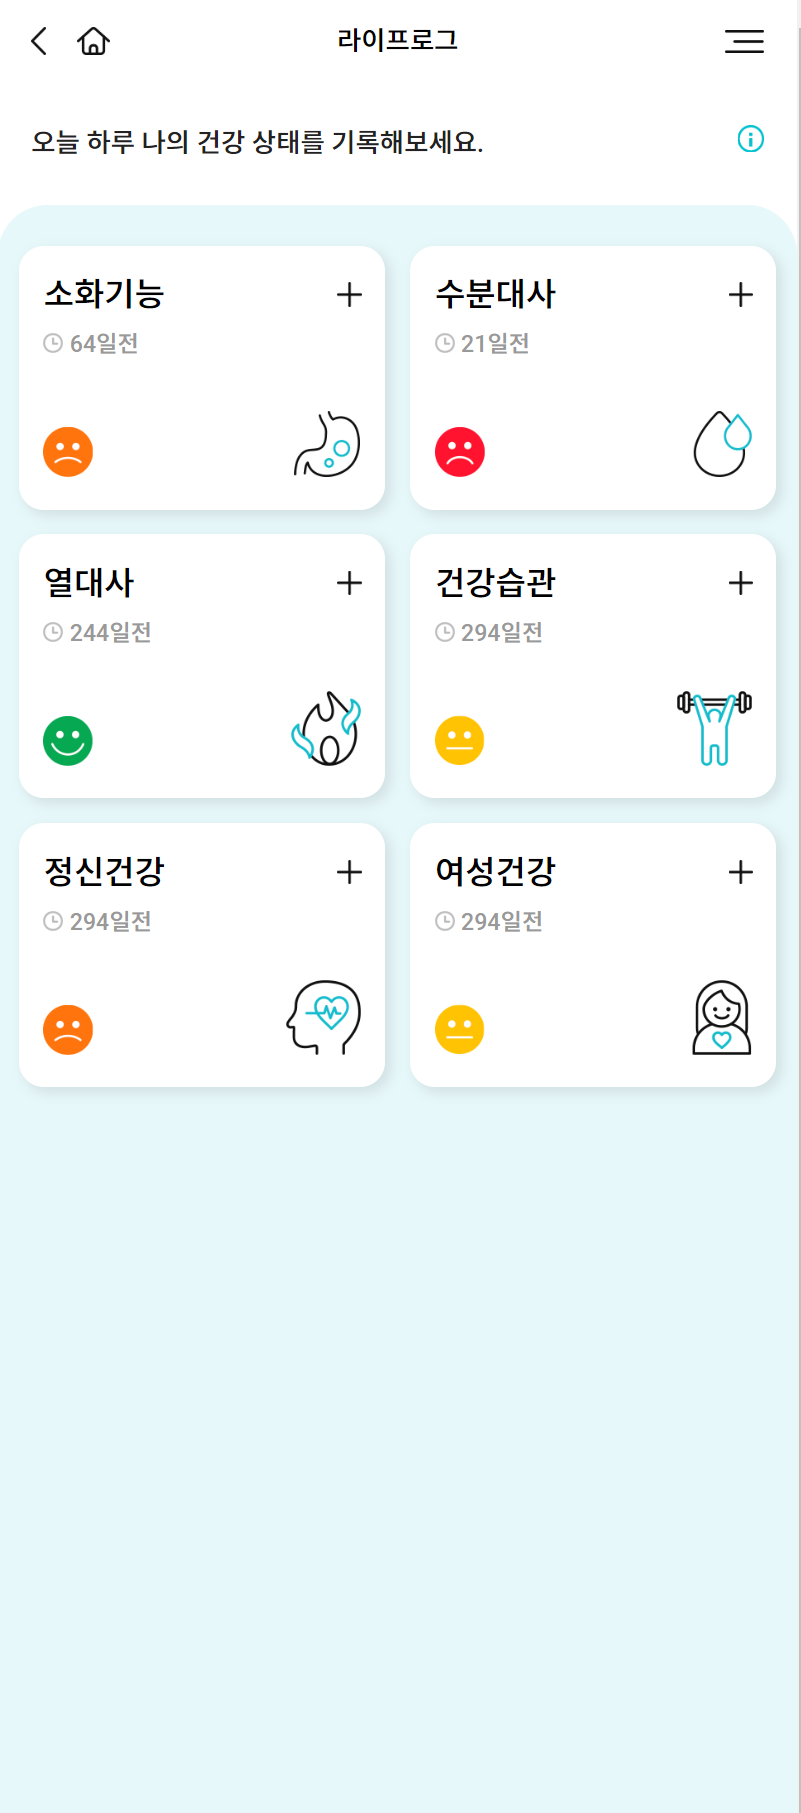 라이프로그
오늘 하루 나의 건강 상태를 기록해보세요.
소화기능
64일전
수분대사
21일전
열대사
244일전
건강습관
294일전
정신건강
294일전
여성건강
294일전